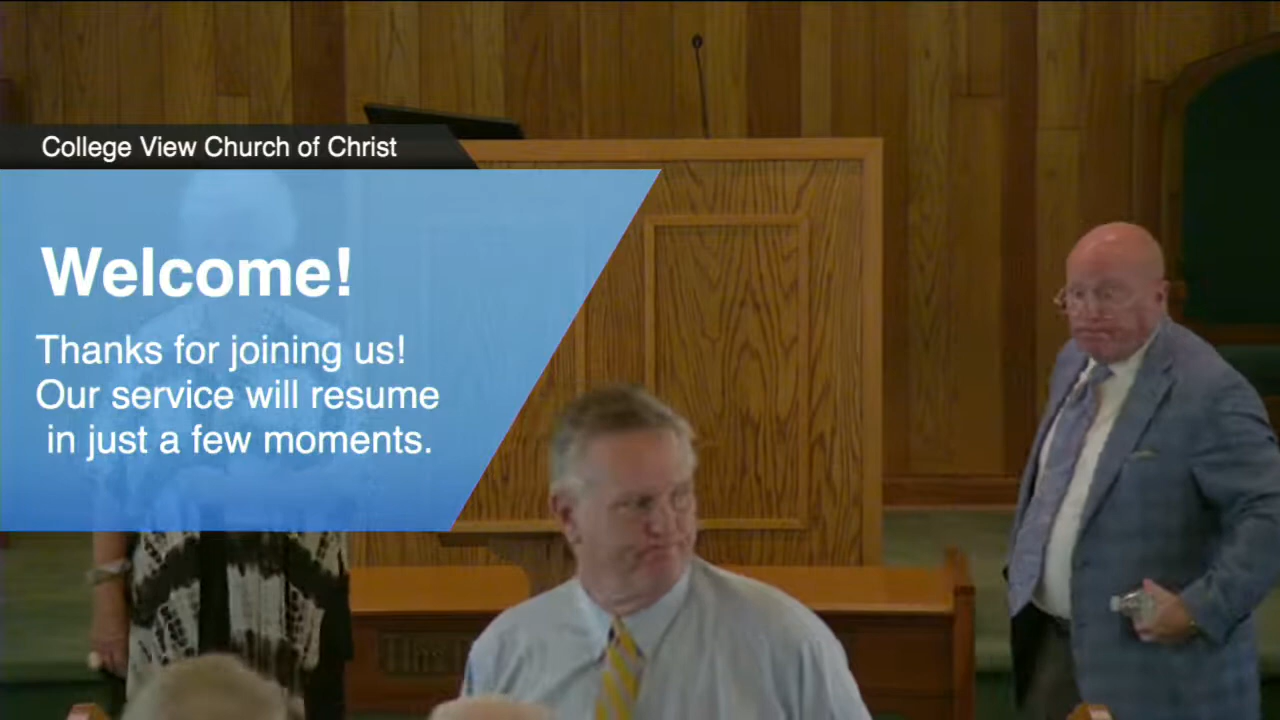 College View Church of Christ
Welcome!
Thanks for joining us!
Our service will resume
in just a few moments.